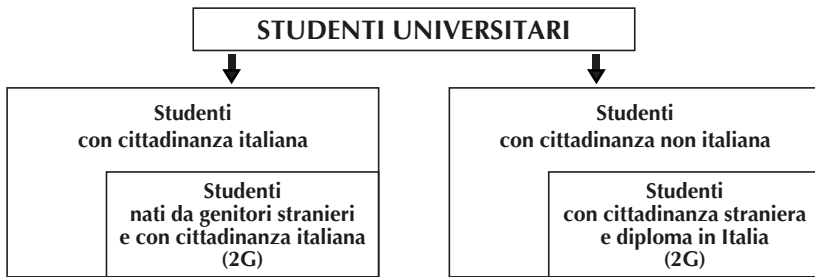 STUDENTI UNIVERSITARI
Studenti
con cittadinanza italiana
Studenti
nati da genitori stranieri
e con cittadinanza italiana
(2G)
Studenti
con cittadinanza non italiana
Studenti
con cittadinanza straniera
e diploma in Italia
(2G)